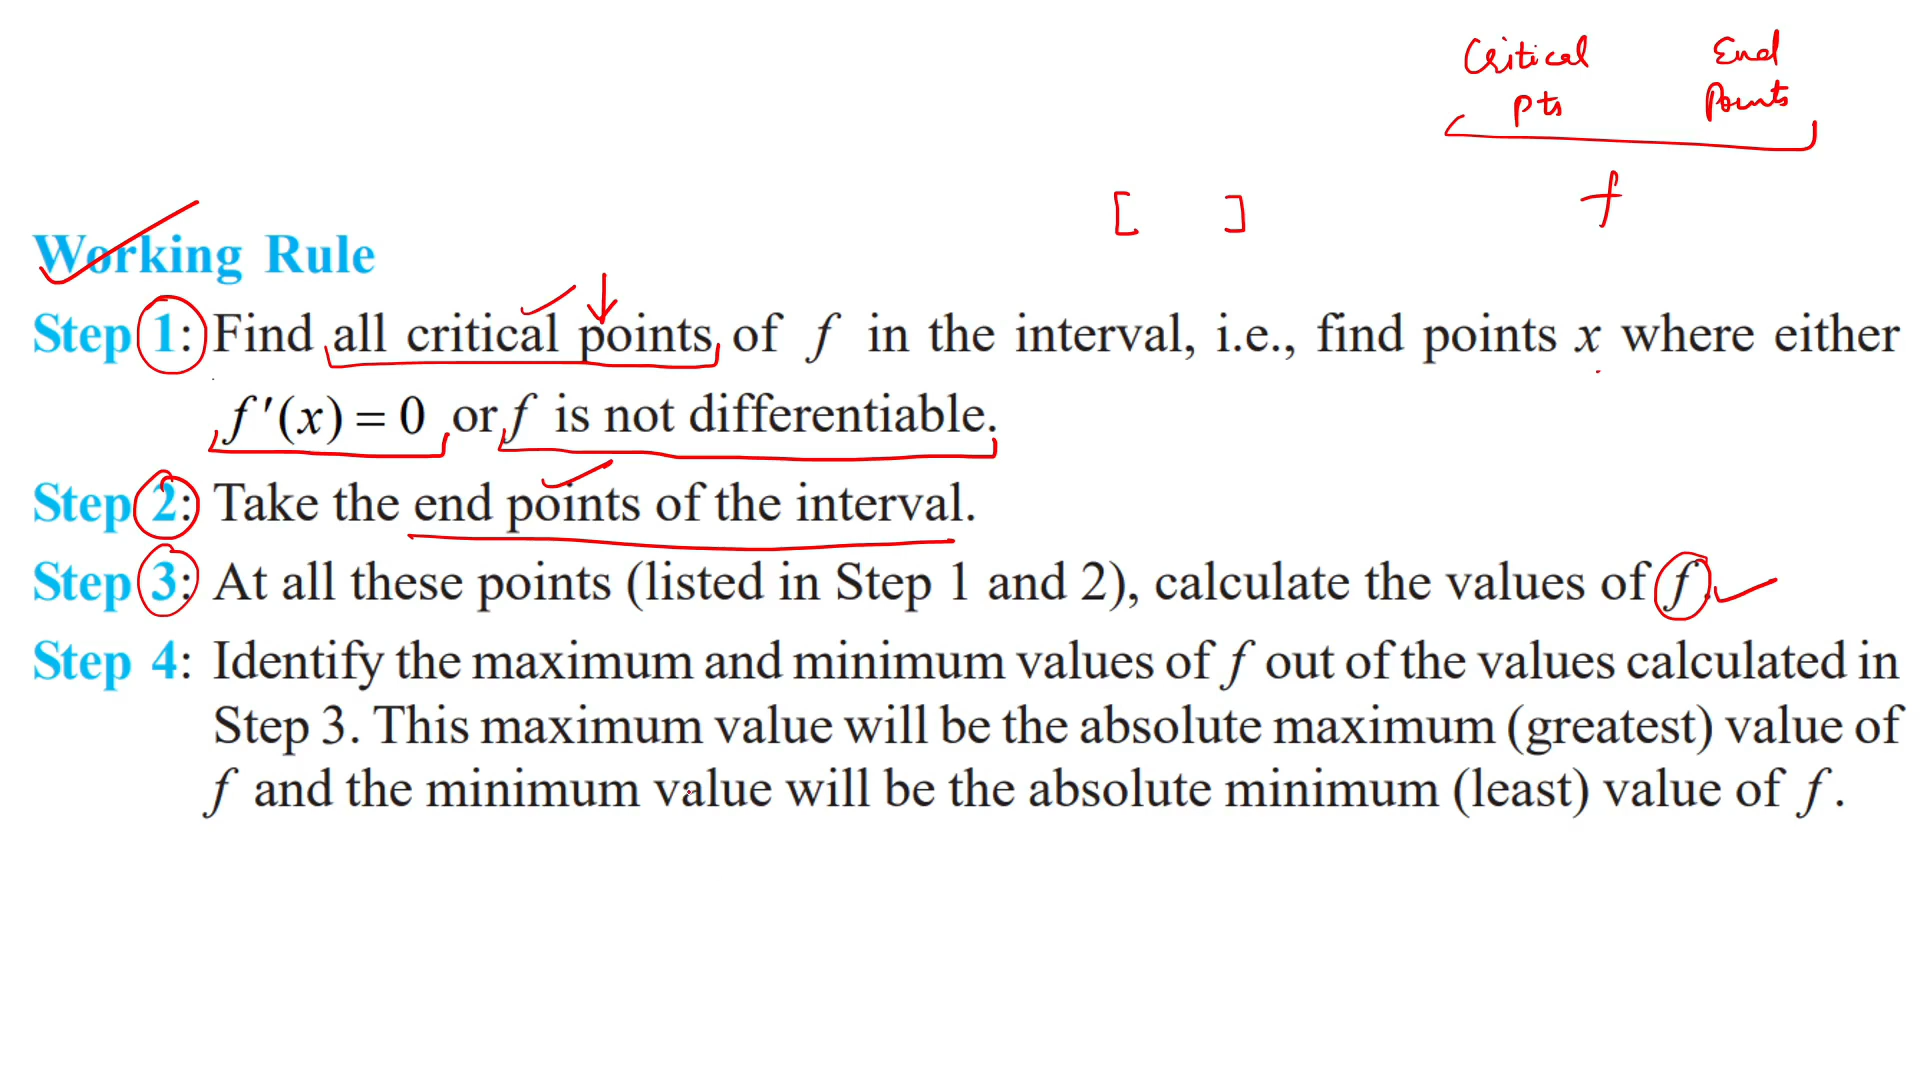 Critical End
Pts Points
[ ] f
Working Rule
Step 1: Find all critical points of f in the interval, i.e., find points x where either
f ′(x) = 0 or f is not differentiable.
Step 2: Take the end points of the interval.
Step 3: At all these points (listed in Step 1 and 2), calculate the values of f.
Step 4: Identify the maximum and minimum values of f out of the values calculated in
Step 3. This maximum value will be the absolute maximum (greatest) value of
f and the minimum value will be the absolute minimum (least) value of f .